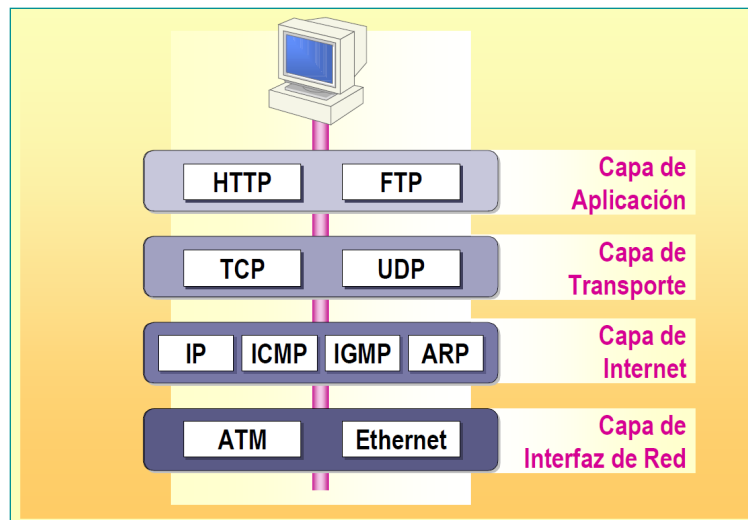 HTTP FTP Capa de
Aplicación
TCP UDP Capa de
Transporte
IP ICMP IGMP ARP Capa de
Internet
ATM Ethernet Capa de
Interfaz de Red